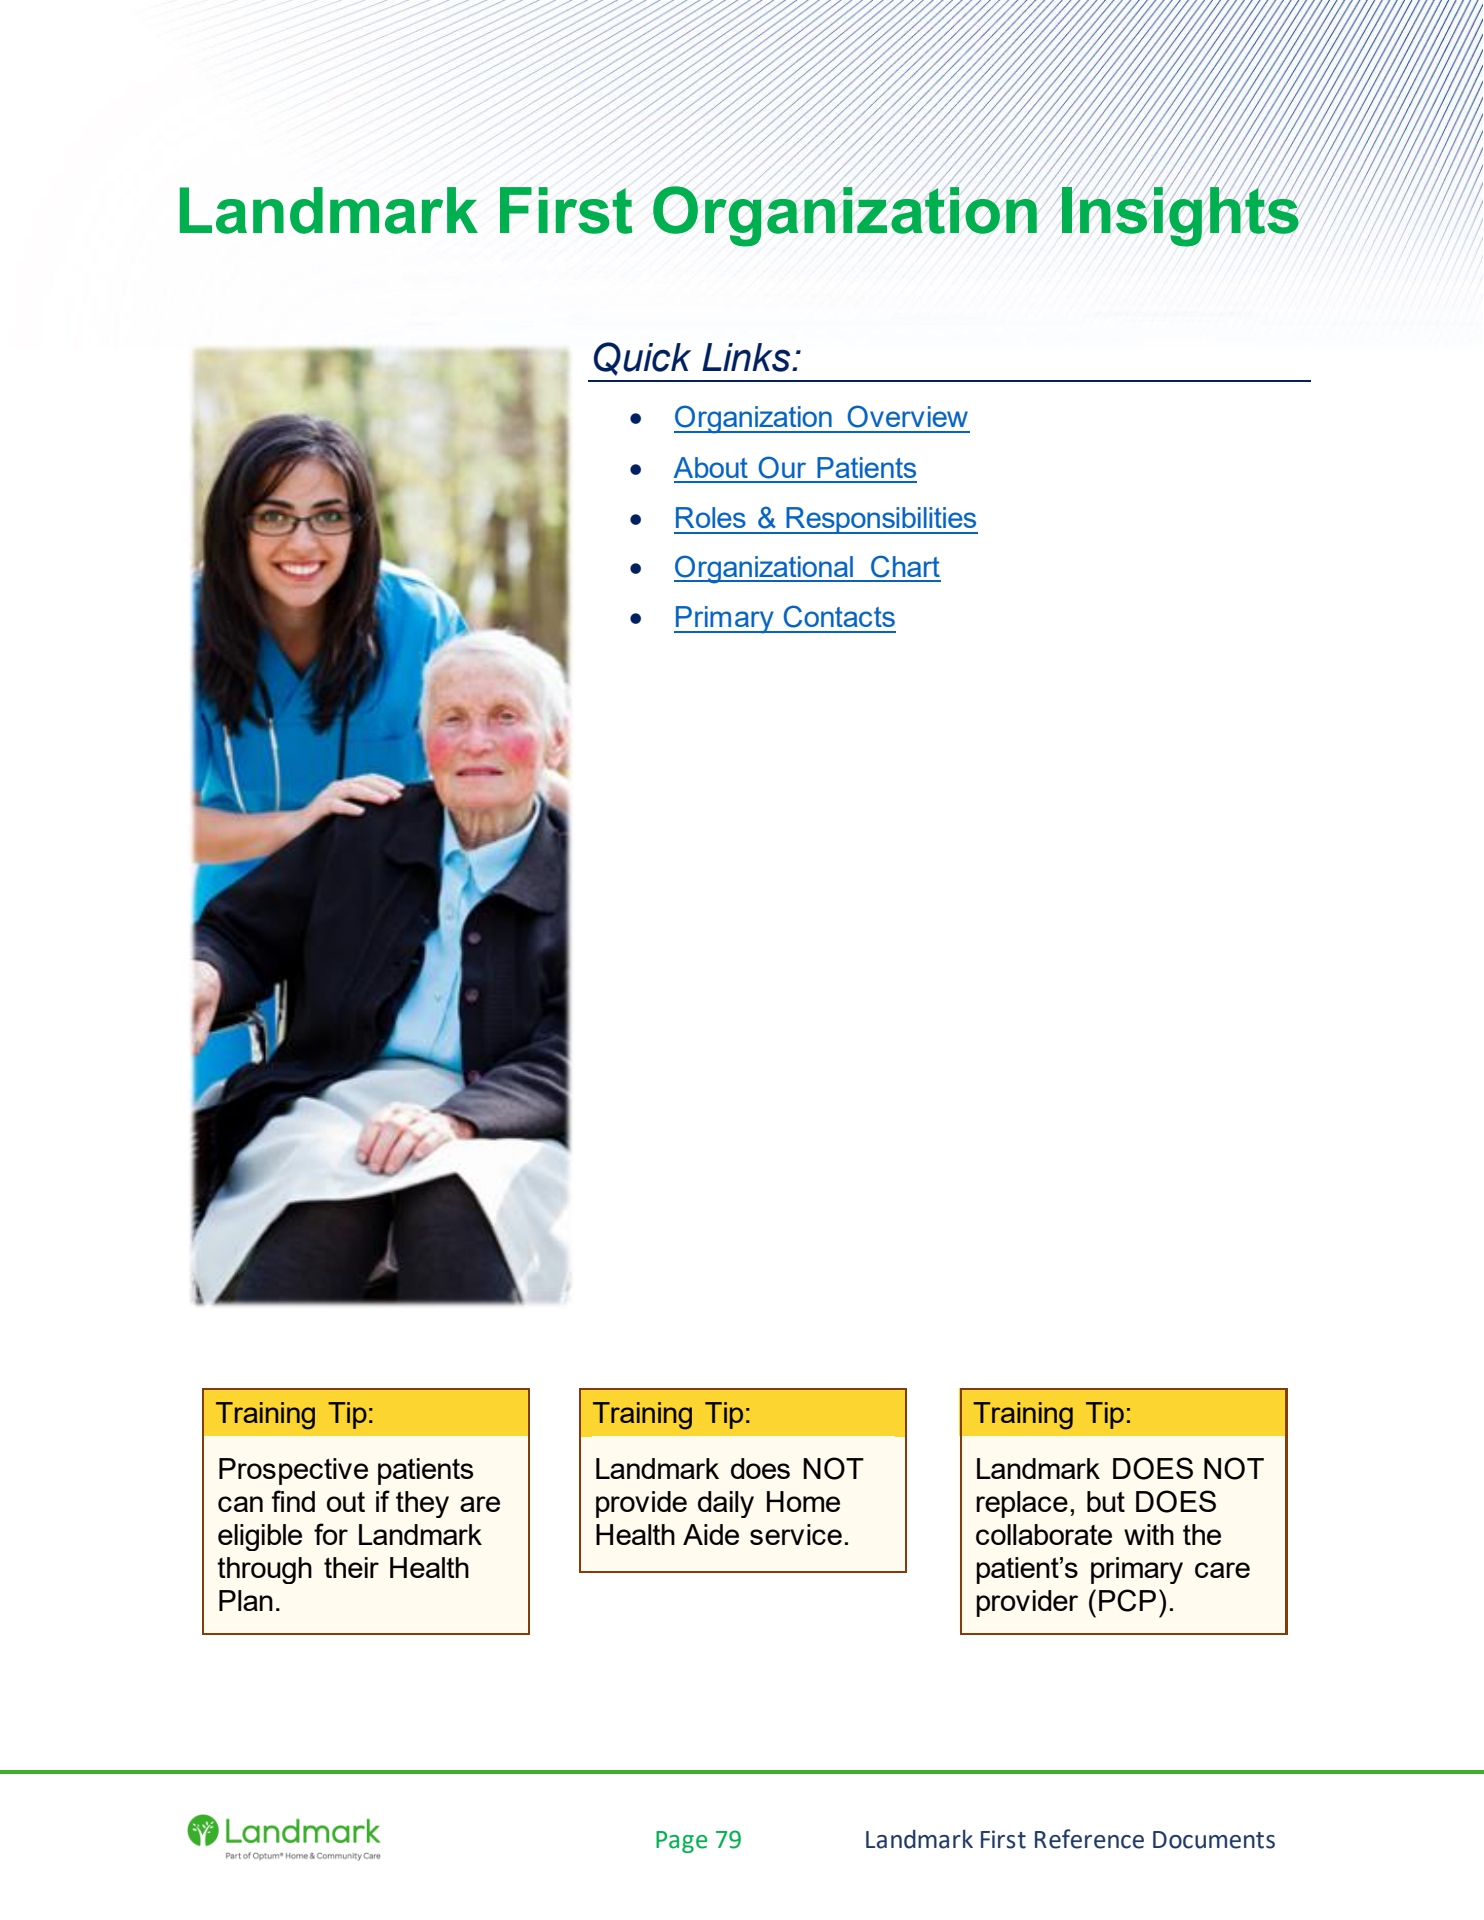 Landmark First Organization Insights
Quick Links:
• Organization Overview
• About Our Patients
• Roles & Responsibilities
• Organizational Chart
• Primary Contacts
Training Tip:
Prospective patients
can find out if they are
eligible for Landmark
through their Health
Plan.
Training Tip:
Landmark does NOT
provide daily Home
Health Aide service.
Training Tip:
Landmark DOES NOT
replace, but DOES
collaborate with the
patient’s primary care
provider (PCP).
Landmark
Part of Optum® Home & Community Care
Page 79
Landmark First Reference Documents